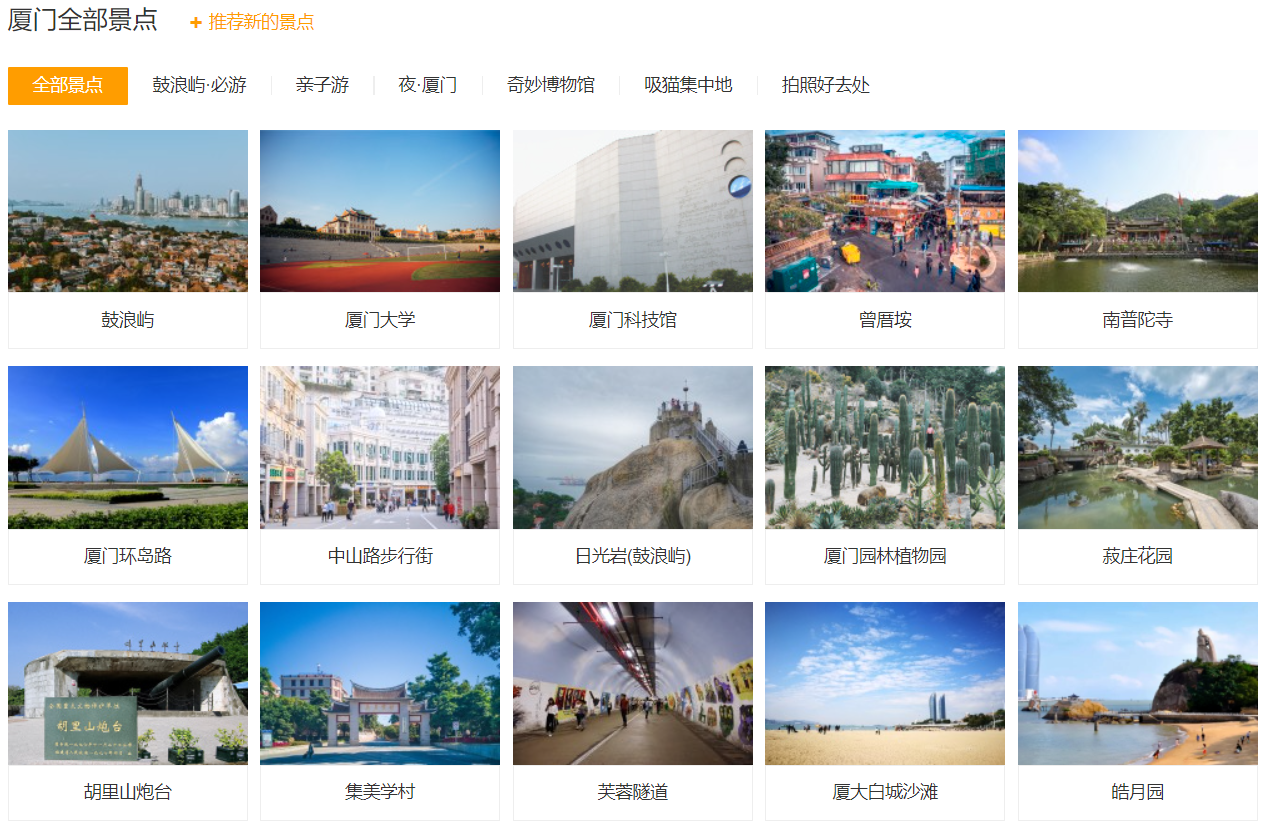 厦门全部景点
+ 推荐新的景点
全部景点 鼓浪屿·必游 亲子游 夜·厦门 奇妙博物馆 吸猫集中地 拍照好去处
鼓浪屿 厦门大学 厦门科技馆 曾厝垵 南普陀寺
厦门环岛路 中山路步行街 日光岩(鼓浪屿) 厦门园林植物园 菽庄花园
胡里山炮台
胡里山炮台 集美学村 芙蓉隧道 厦大白城沙滩 皓月园